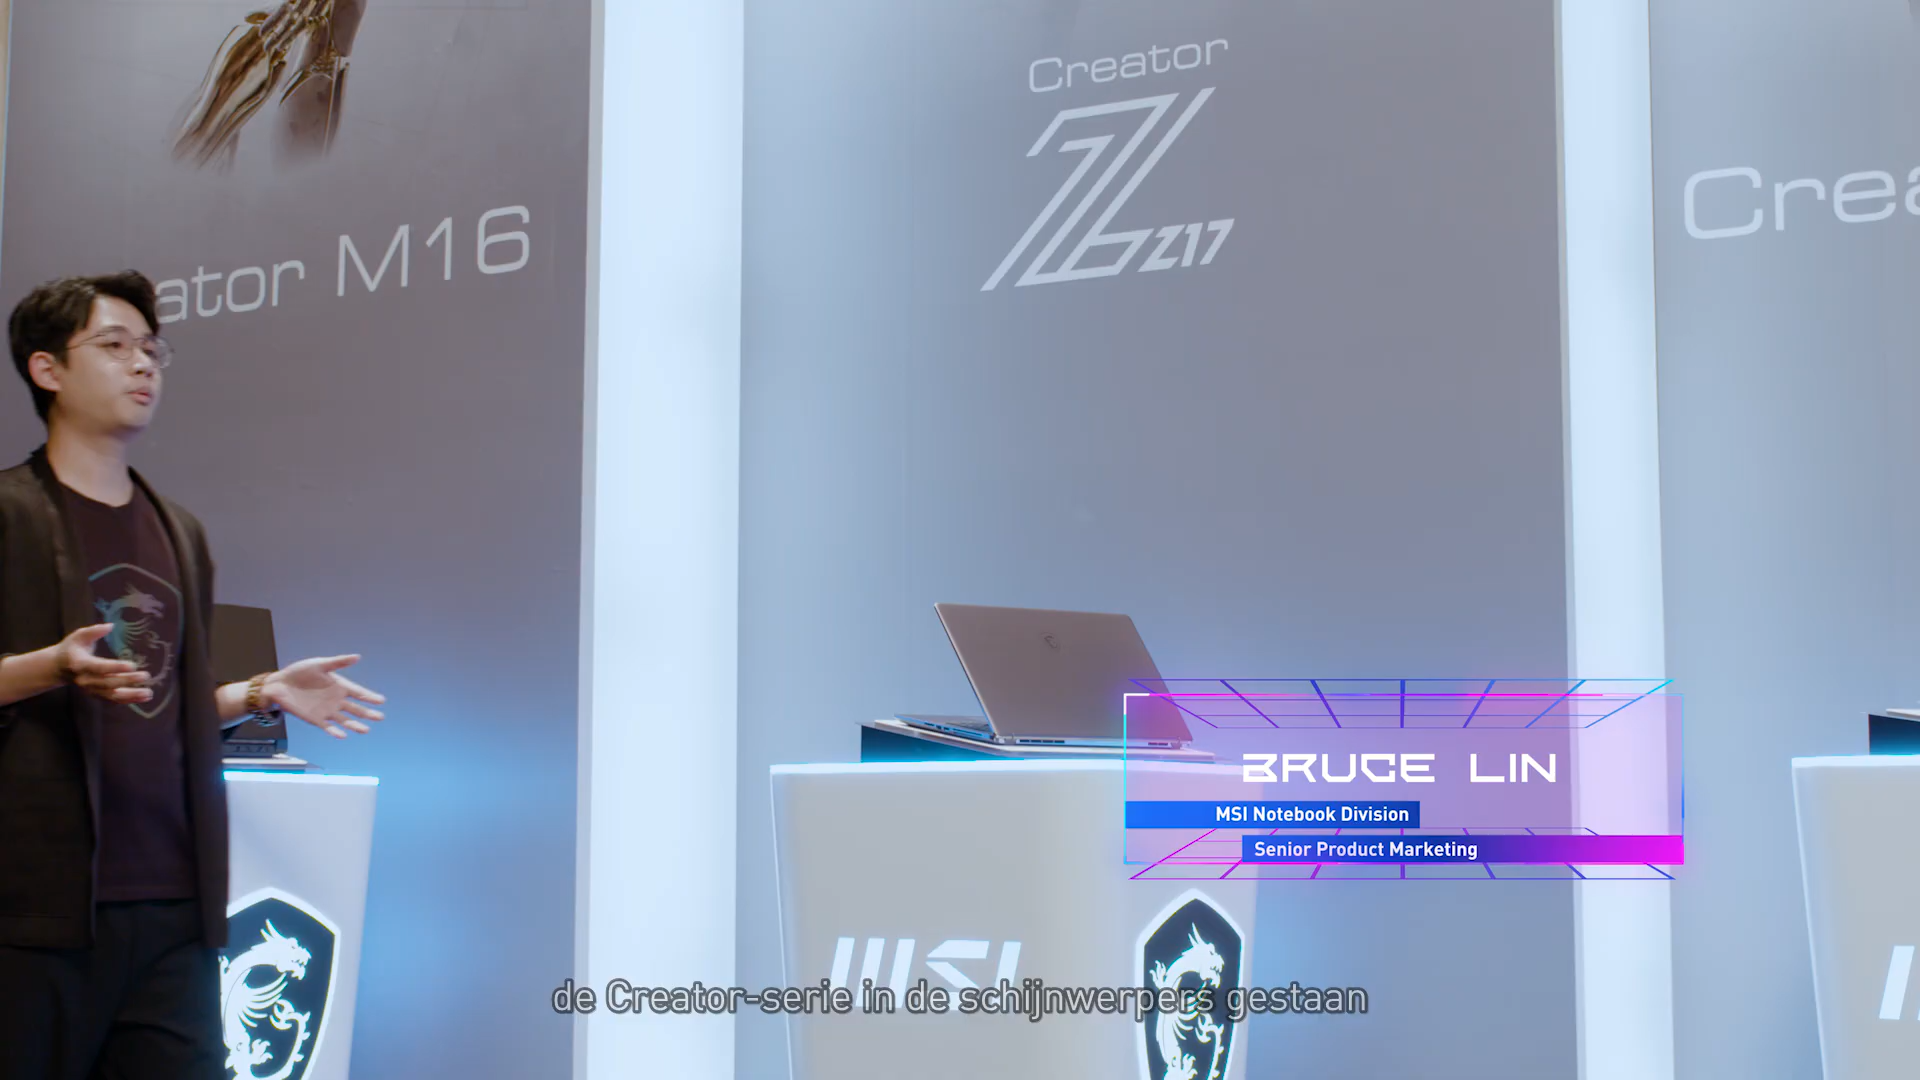 Creator
Z17
Creator M16
Crea
BRUCE LIN
MSI Notebook Division
Senior Product Marketing
MSI
de Creator-serie in de schijnwerpers gestaan